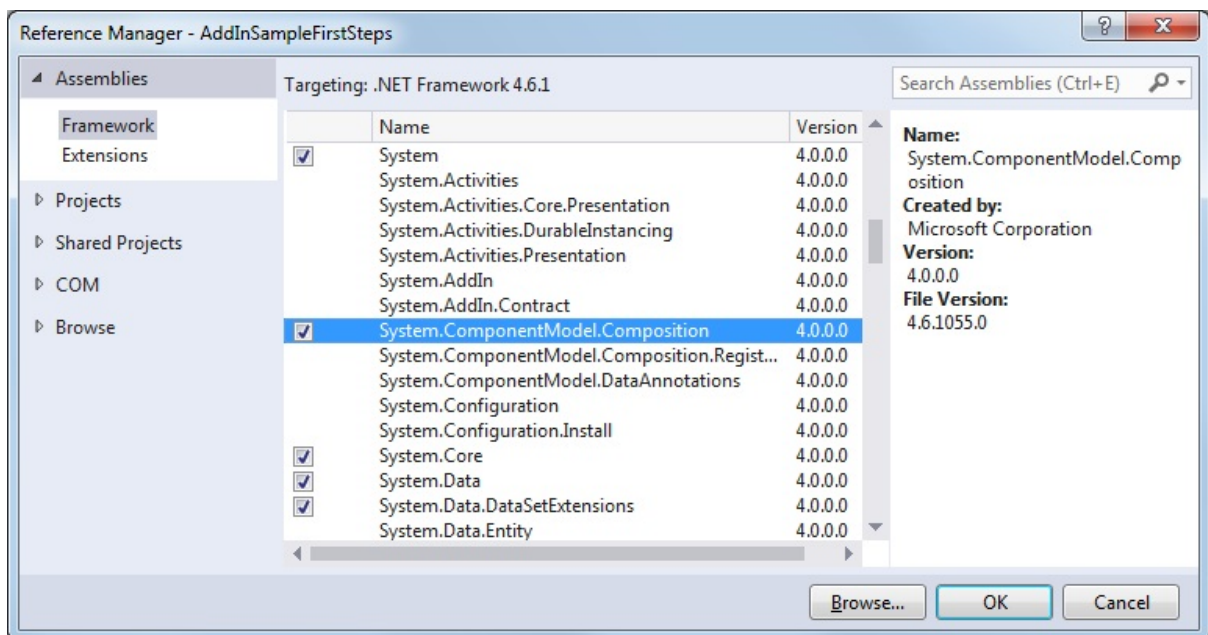 Reference Manager - AddInSampleFirstSteps
Assemblies
Framework
Extensions
Projects
Shared Projects
COM
Browse
Targeting: .NET Framework 4.6.1
Name Version
System 4.0.0.0
System.Activities 4.0.0.0
System.Activities.Core.Presentation 4.0.0.0
System.Activities.DurableInstancing 4.0.0.0
System.Activities.Presentation 4.0.0.0
System.AddIn 4.0.0.0
System.AddIn.Contract 4.0.0.0
System.ComponentModel.Composition 4.0.0.0
System.ComponentModel.Composition.Regist... 4.0.0.0
System.ComponentModel.DataAnnotations 4.0.0.0
System.Configuration 4.0.0.0
System.Configuration.Install 4.0.0.0
System.Core 4.0.0.0
System.Data 4.0.0.0
System.Data.DataSetExtensions 4.0.0.0
System.Data.Entity 4.0.0.0
Search Assemblies (Ctrl+E)
Name:
System.ComponentModel.Comp
osition
Created by:
Microsoft Corporation
Version:
4.0.0.0
File Version:
4.6.1055.0
Browse... OK Cancel